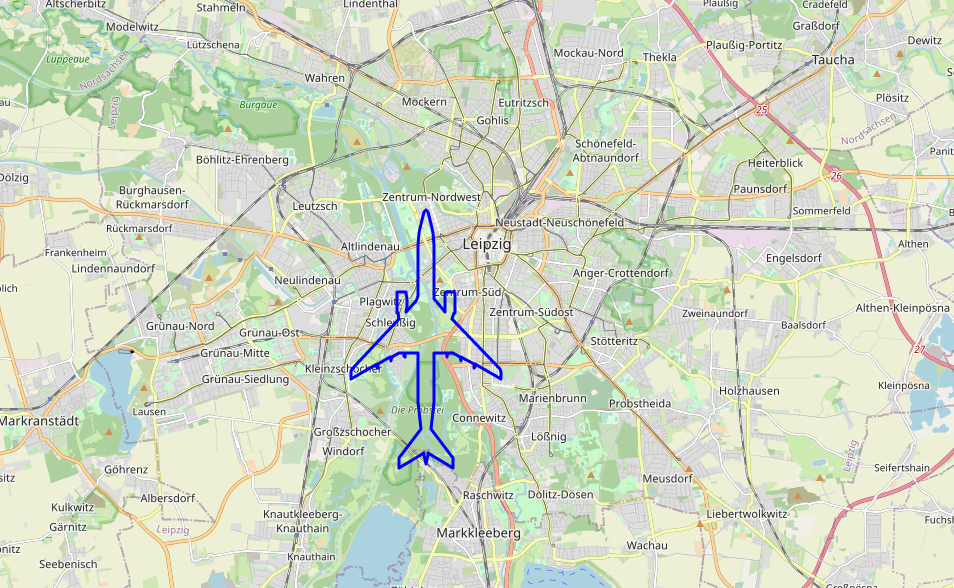 Altscherbitz
Stahmeln
Lindenthal
Plaußig
Cradefeld
Modelwitz
Graßdorf
Lützschena
Mockau-Nord
Plaußig-Portitz
Dewitz
Luppeaue
Thekla
Taucha
Nordsachsen
Wahren
Plösitz
Leipzig
Burgaue
Möckern
Eutritzsch
25
Gohlis
Nordsachsen
Schönefeld-
Abtnaundorf
Böhlitz-Ehrenberg
Heiterblick
Panit
Dölzig
26
Burghausen-
Rückmarsdorf
Zentrum-Nordwest
Paunsdorf
Leutzsch
Sommerfeld
Rückmarsdorf
Neustadt-Neuschönefeld
Altlindenau
Leipzig
Althen
Frankenheim
Engelsdorf
Lindennaundorf
Anger-Crottendorf
Neulindenau
Zentrum-Süd
Plagwitz
Althen-Kleinpösna
Grünau-Nord
Schleußig
Zentrum-Südost
Zweinaundorf
Baalsdorf
Grünau-Ost
Stötteritz
27
Grünau-Mitte
Kleinzschocher
Grünau-Siedlung
Kleinpösna
Holzhausen
Marienbrunn
Lausen
Die Probstei
Probstheida
Markranstädt
Connewitz
Großzschocher
Lößnig
Windorf
Leipzig
Göhrenz
Seifertshain
Meusdorf
Albersdorf
Raschwitz
Dölitz-Dösen
Kulkwitz
Knautkleeberg-
Knauthain
Liebertwolkwitz
Gärnitz
Leipzig
Markkleeberg
Fuchsh
Wachau
Knauthain
Seebenisch
Großpösna